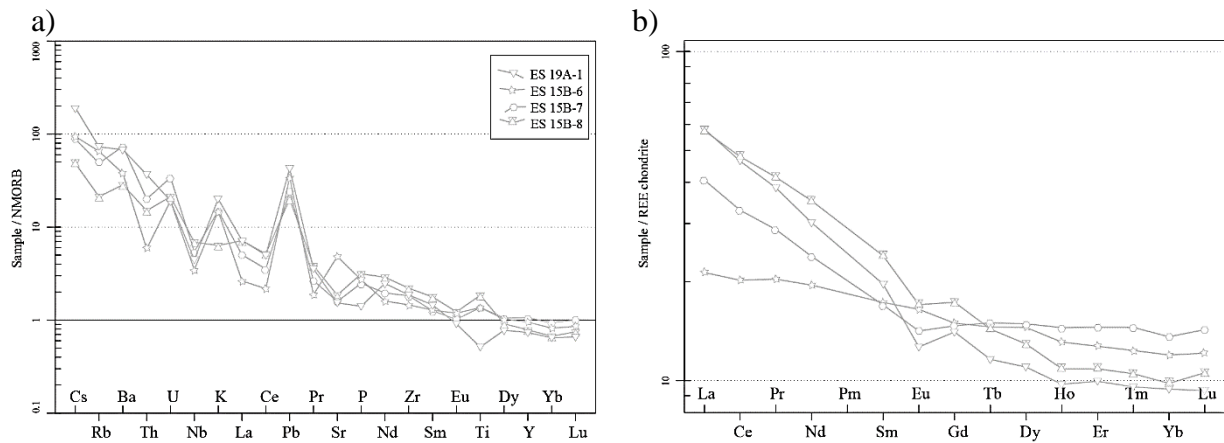 a)
1000
100
10
1
0.1
Sample / NMORB
ES 19A-1
ES 15B-6
ES 15B-7
ES 15B-8
Cs Ba U K Ce Pr P Zr Eu Dy Yb
Rb Th Nb La Pb Sr Nd Sm Ti Y Lu
b)
100
10
Sample / REE chondrite
La Pr Pm Eu Tb Ho Tm Lu
Ce Nd Sm Gd Dy Er Yb